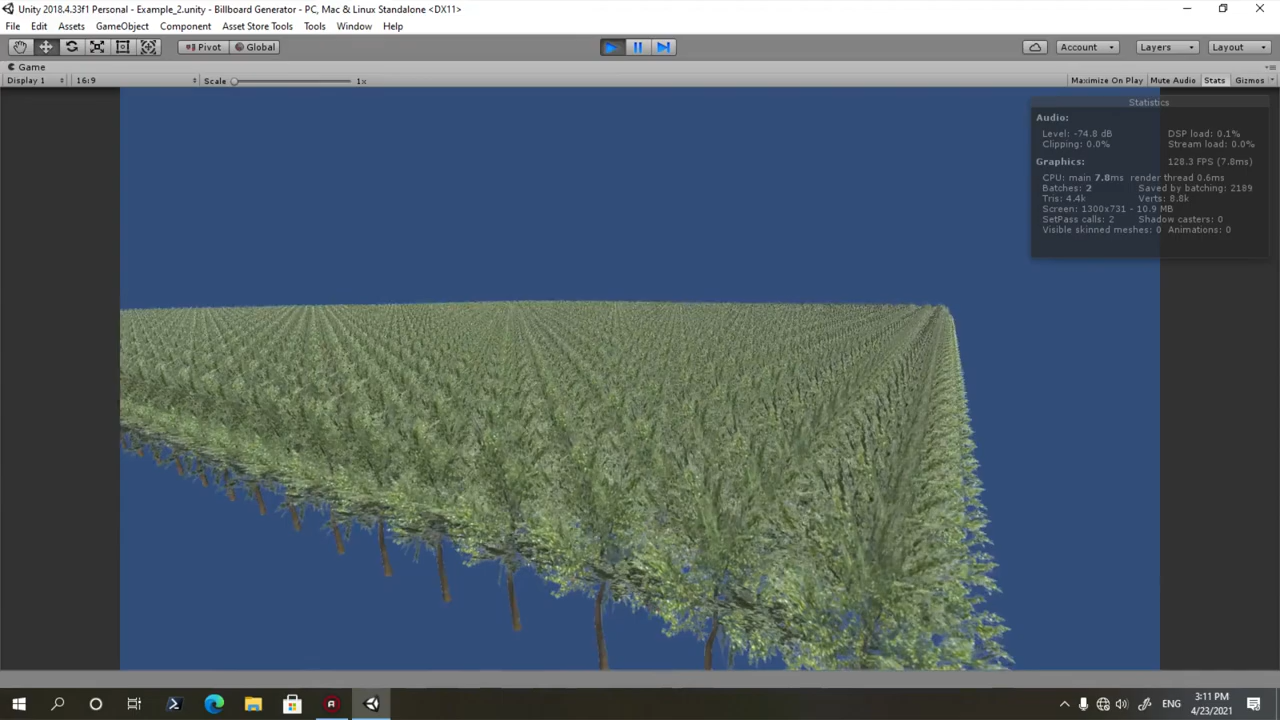 Unity 2018.4.33f1 Personal - Example_2.unity - Billboard Generator - PC, Mac & Linux Standalone <DX11>
File Edit Assets GameObject Component Asset Store Tools Tools Window Help
Pivot Global Account Layers Layout
Game
Display 1 16:9 Scale 1x Maximize On Play Mute Audio Stats Gizmos
Statistics
Audio:
Level: -74.8 dB DSP load: 0.1%
Clipping: 0.0% Stream load: 0.0%
Graphics: 128.3 FPS (7.8ms)
CPU: main 7.8ms render thread 0.6ms
Batches: 2 Saved by batching: 2189
Tris: 4.4k Verts: 8.8k
Screen: 1300x731 - 10.9 MB
SetPass calls: 2 Shadow casters: 0
Visible skinned meshes: 0 Animations: 0
ENG
3:11 PM
4/23/2021